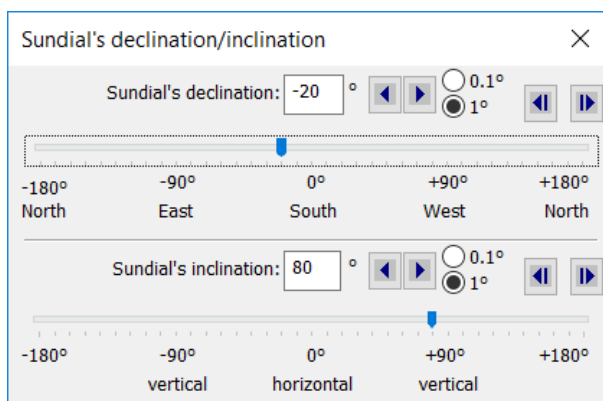 Sundial's declination/inclination
Sundial's declination: -20 ° 0.1° 1°
-180° -90° 0° +90° +180°
North East South West North
Sundial's inclination: 80 ° 0.1° 1°
-180° -90° 0° +90° +180°
vertical horizontal vertical